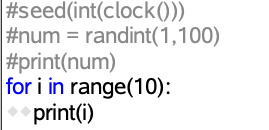 #seed(int(clock()))
#num = randint(1,100)
#print(num)
for i in range(10):
◆◆print(i)